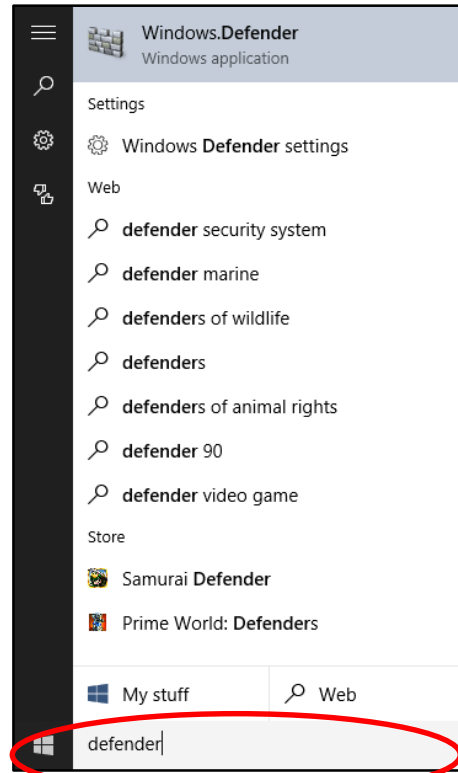 Windows.Defender
Windows application
Settings
Windows Defender settings
Web
defender security system
defender marine
defenders of wildlife
defenders
defenders of animal rights
defender 90
defender video game
Store
Samurai Defender
Prime World: Defenders
My stuff
Web
defender